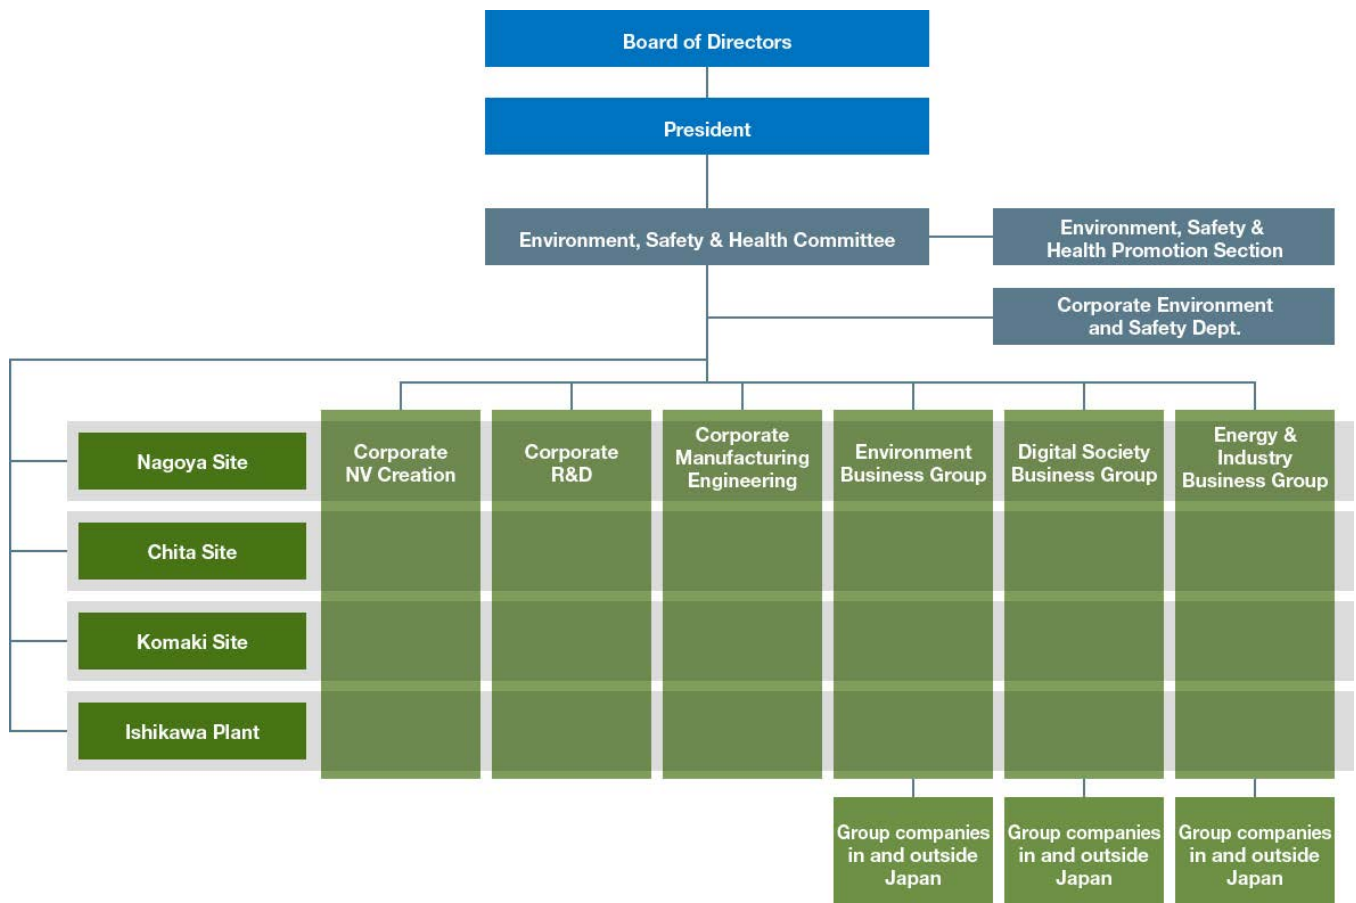 Board of Directors
President
Environment, Safety & Health Committee
Environment, Safety &
Health Promotion Section
Corporate Environment
and Safety Dept.
Nagoya Site
Chita Site
Komaki Site
Ishikawa Plant
Corporate
NV Creation
Corporate
R&D
Corporate
Manufacturing
Engineering
Environment
Business Group
Digital Society
Business Group
Energy &
Industry
Business Group
Group companies
in and outside
Japan
Group companies
in and outside
Japan
Group companies
in and outside
Japan